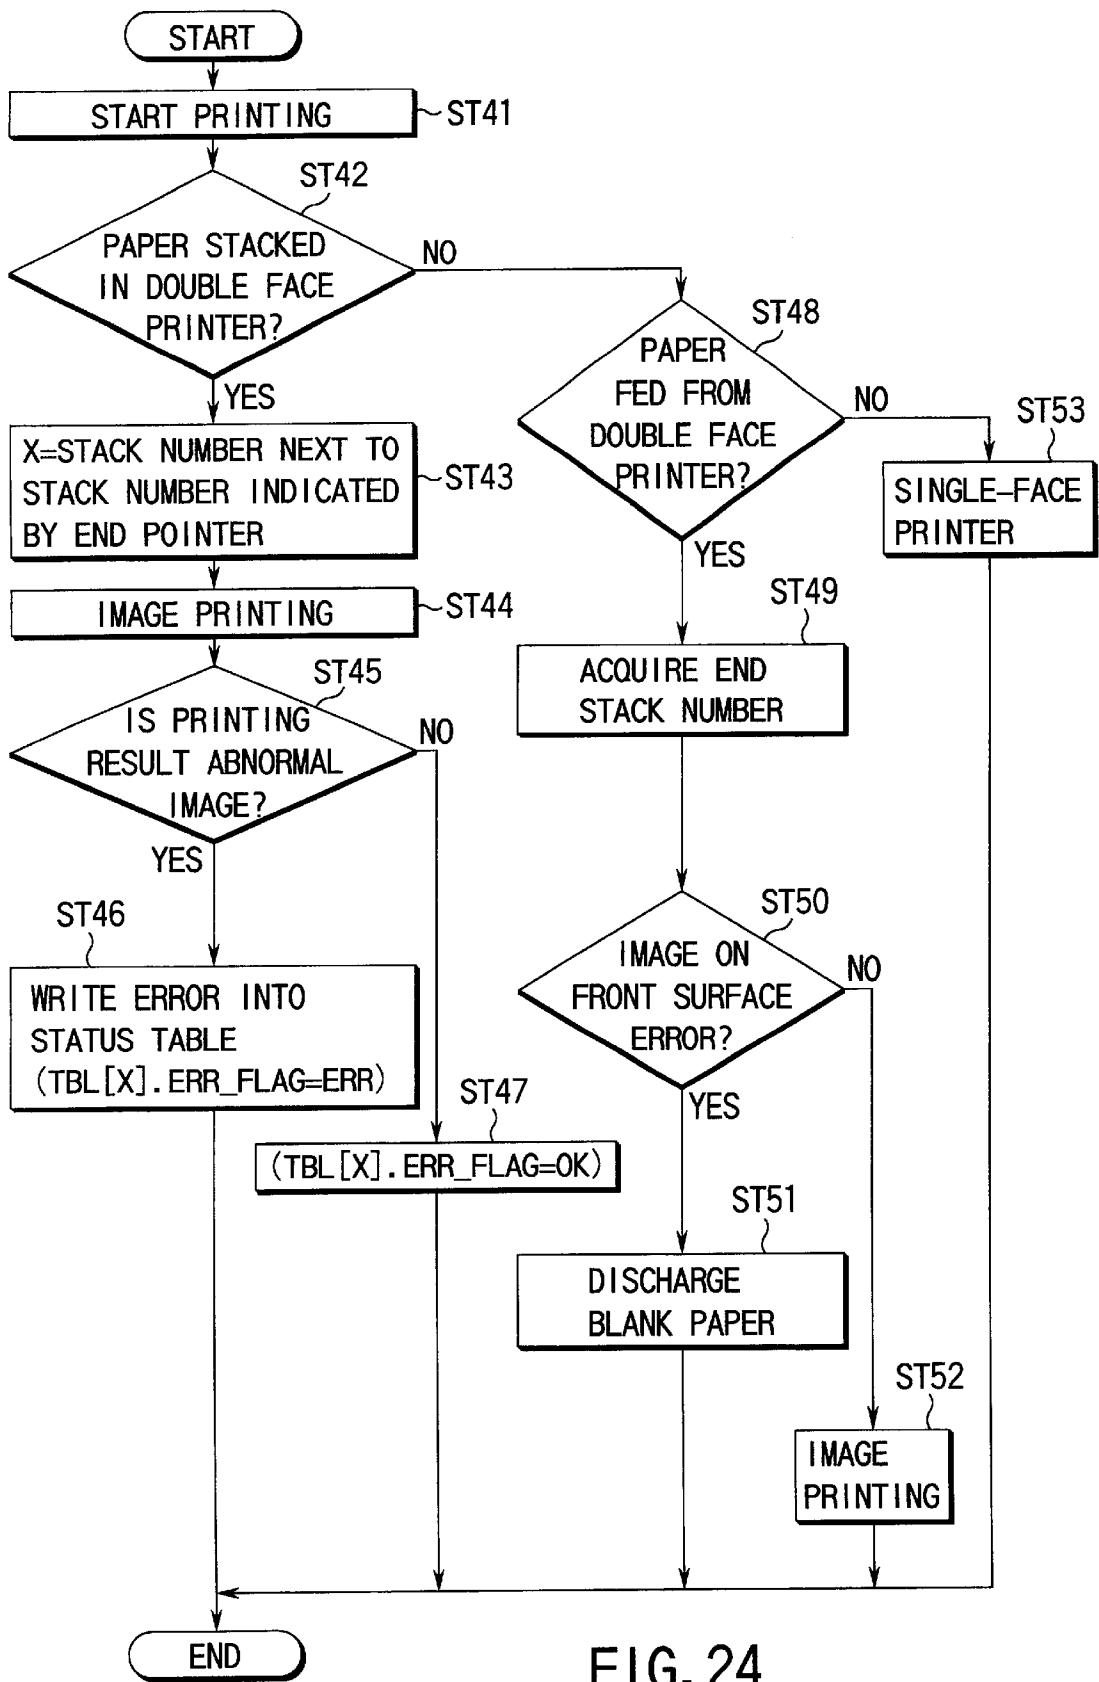 START
START PRINTING
ST41
ST42
PAPER STACKED
IN DOUBLE FACE
PRINTER?
NO
YES
X=STACK NUMBER NEXT TO
STACK NUMBER INDICATED
BY END POINTER
ST43
IMAGE PRINTING
ST44
ST45
IS PRINTING
RESULT ABNORMAL
IMAGE?
NO
YES
ST46
WRITE ERROR INTO
STATUS TABLE
(TBL[X].ERR_FLAG=ERR)
ST47
(TBL[X].ERR_FLAG=OK)
ST48
PAPER
FED FROM
DOUBLE FACE
PRINTER?
NO
YES
ST53
SINGLE-FACE
PRINTER
ST49
ACQUIRE END
STACK NUMBER
ST50
IMAGE ON
FRONT SURFACE
ERROR?
NO
YES
ST51
DISCHARGE
BLANK PAPER
ST52
IMAGE
PRINTING
END
FIG. 24